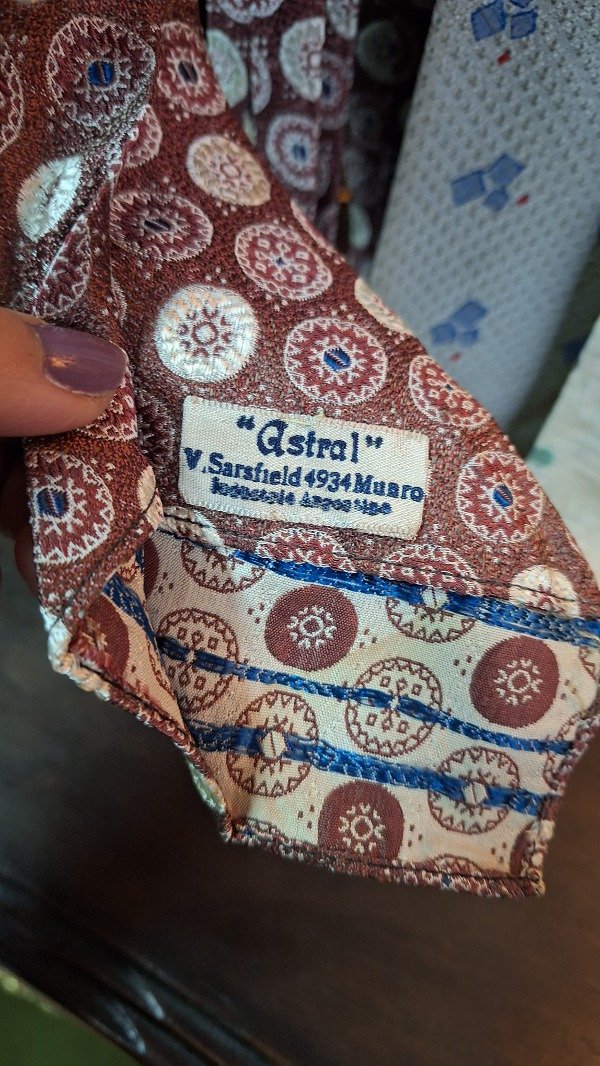 "Astral"
V. Sarsfield 4934 Munro
Industria Argentina